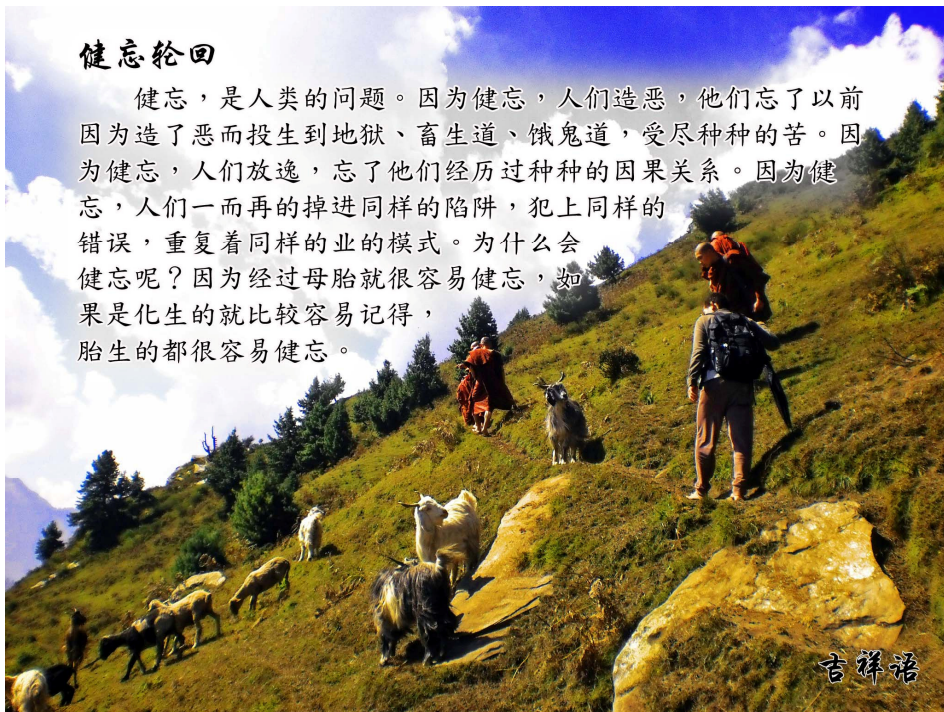 健忘轮回
健忘，是人类的问题。因为健忘，人们造恶，他们忘了以前
因为造了恶而投生到地狱、畜生道、饿鬼道，受尽种种的苦。因
为健忘，人们放逸，忘了他们经历过种种的因果关系。因为健
忘，人们一而再的掉进同样的陷阱，犯上同样的
错误，重复着同样的业的模式。为什么会
健忘呢？因为经过母胎就很容易健忘，如
果是化生的就比较容易记得，
胎生的都很容易健忘。
吉祥语